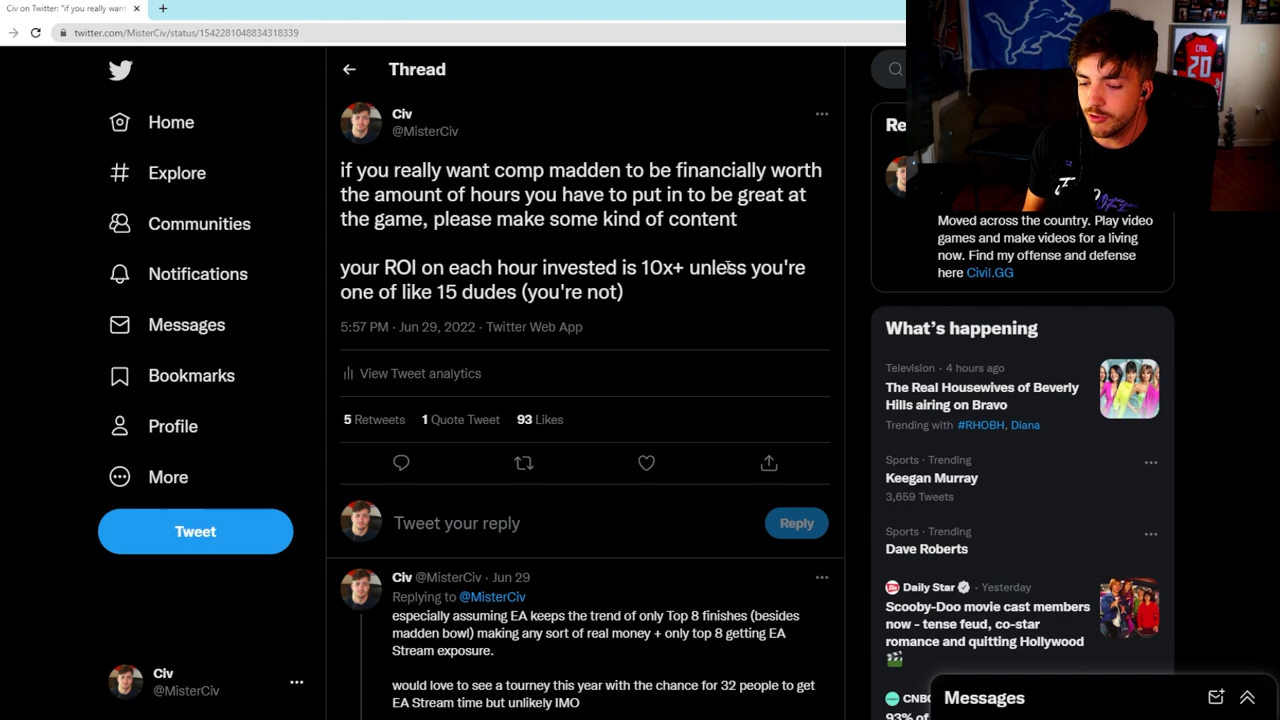 Civ on Twitter: "if you really want
twitter.com/MisterCiv/status/1542281048834318339
Home
Explore
Communities
Notifications
Messages
Bookmarks
Profile
More
Tweet
Civ
@MisterCiv
Thread
Civ
@MisterCiv
if you really want comp madden to be financially worth
the amount of hours you have to put in to be great at
the game, please make some kind of content
your ROI on each hour invested is 10x+ unless you're
one of like 15 dudes (you're not)
5:57 PM · Jun 29, 2022 · Twitter Web App
View Tweet analytics
5 Retweets 1 Quote Tweet 93 Likes
Tweet your reply
Reply
Civ @MisterCiv · Jun 29
Replying to @MisterCiv
especially assuming EA keeps the trend of only Top 8 finishes (besides
madden bowl) making any sort of real money + only top 8 getting EA
Stream exposure.
would love to see a tourney this year with the chance for 32 people to get
EA Stream time but unlikely IMO
Re
Moved across the country. Play video
games and make videos for a living
now. Find my offense and defense
here Civil.GG
What's happening
Television · 4 hours ago
The Real Housewives of Beverly
Hills airing on Bravo
Trending with #RHOBH, Diana
Sports · Trending
Keegan Murray
3,659 Tweets
Sports · Trending
Dave Roberts
Daily Star · Yesterday
Scooby-Doo movie cast members
now - tense feud, co-star
romance and quitting Hollywood
CNBC
93% of
Messages
CIVIL
20